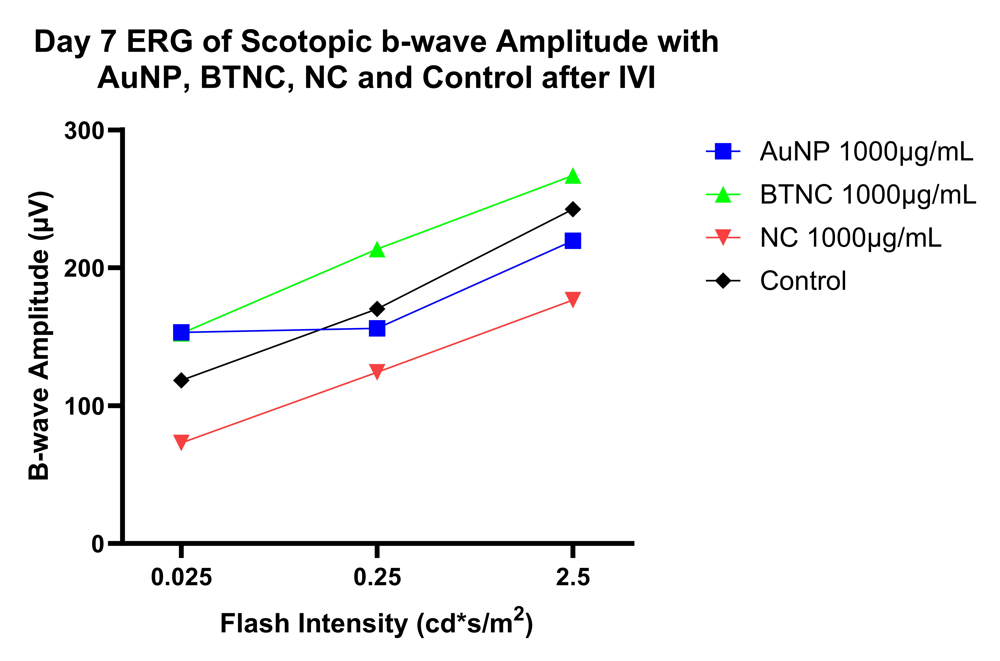 Day 7 ERG of Scotopic b-wave Amplitude with
AuNP, BTNC, NC and Control after IVI
300
200
100
0
B-wave Amplitude (µV)
0.025
0.25
2.5
Flash Intensity (cd*s/m²)
AuNP 1000µg/mL
BTNC 1000µg/mL
NC 1000µg/mL
Control